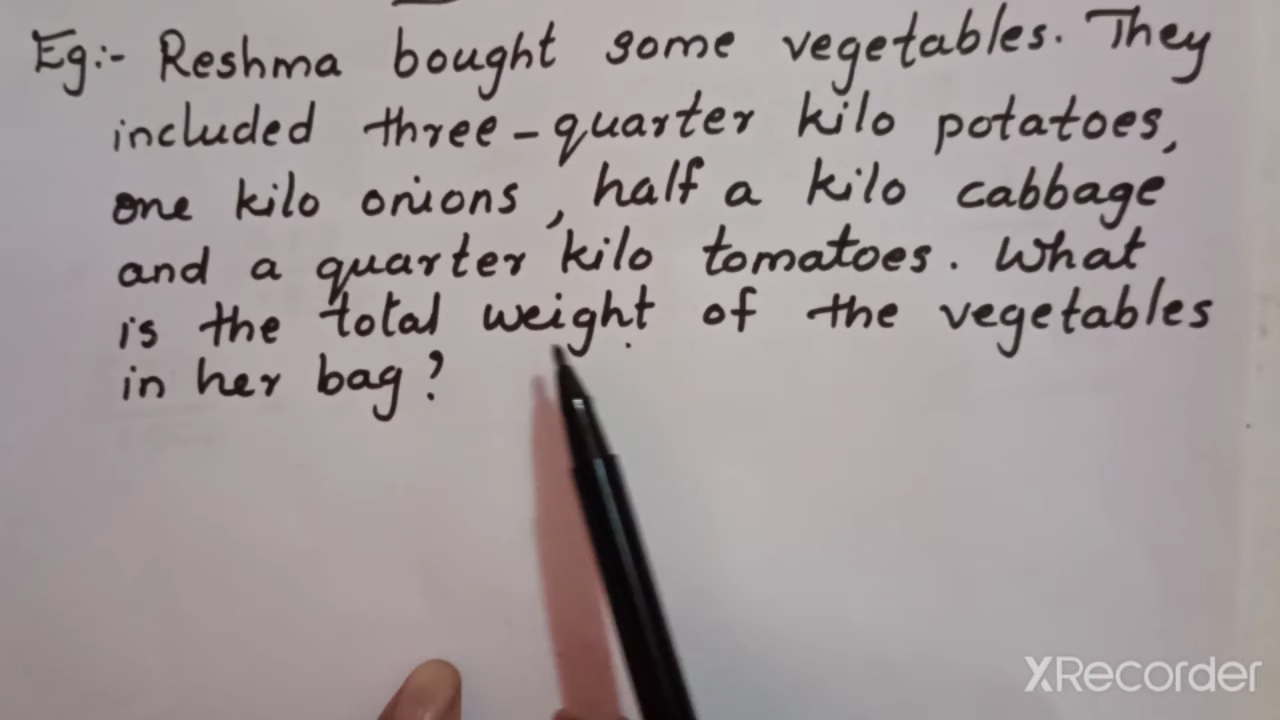 Eg:- Reshma bought some vegetables. They
included three-quarter kilo potatoes,
one kilo onions, half a kilo cabbage
and a quarter kilo tomatoes. What
is the total weight of the vegetables
in her bag?
XRecorder